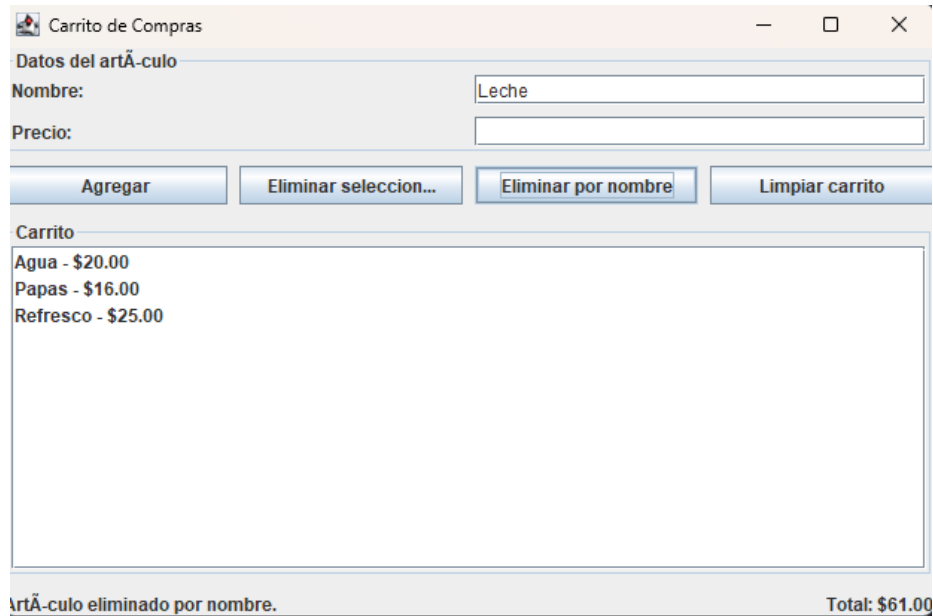 Carrito de Compras
Datos del artÃ­-culo
Nombre:
Leche
Precio:
Agregar
Eliminar seleccion...
Eliminar por nombre
Limpiar carrito
Carrito
Agua - $20.00
Papas - $16.00
Refresco - $25.00
ArtÃ-culo eliminado por nombre.
Total: $61.00